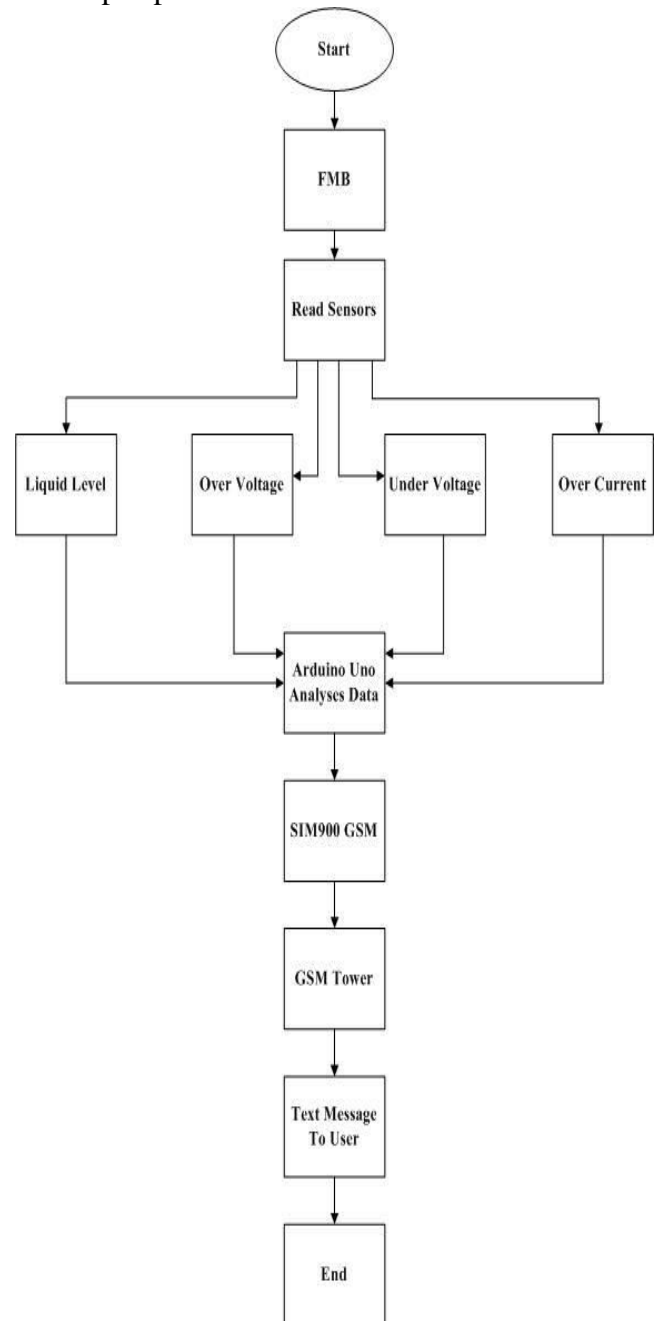 Start
FMB
Read Sensors
Liquid Level
Over Voltage
Under Voltage
Over Current
Arduino Uno
Analyses Data
SIM900 GSM
GSM Tower
Text Message
To User
End